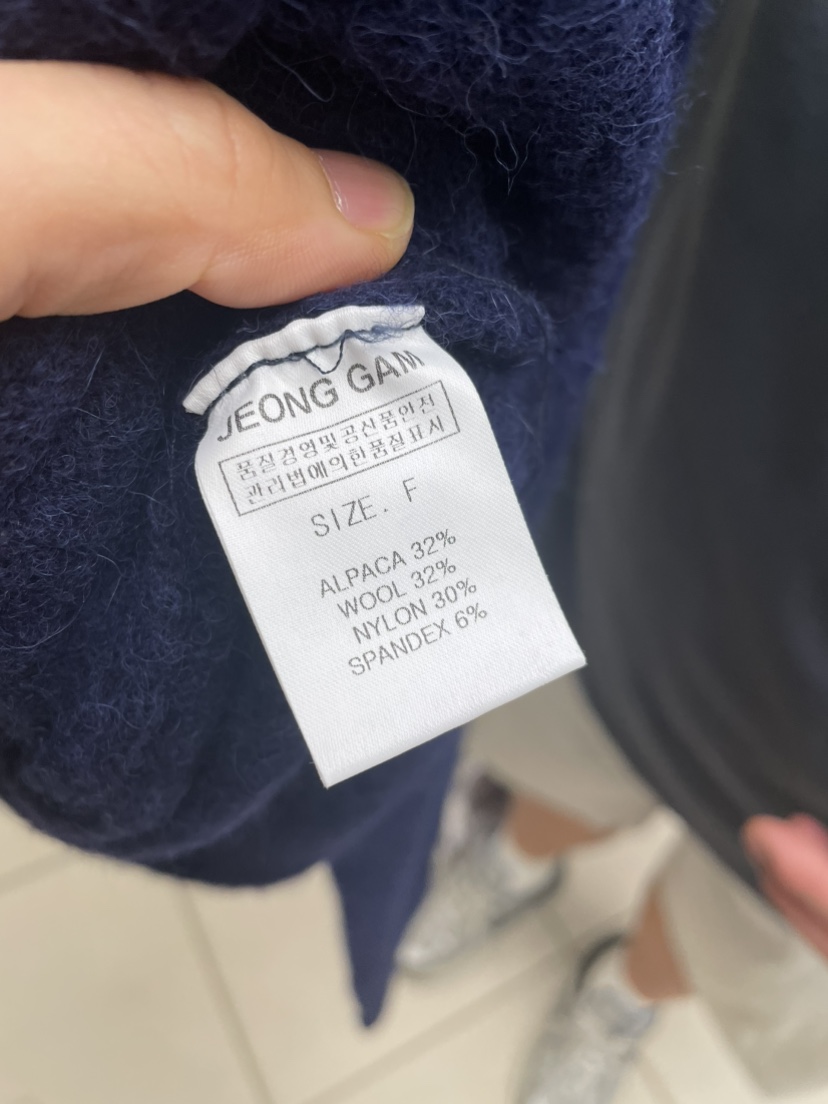 JEONG GAM
품질경영및공산품안전
관리법에의한품질표시
SIZE. F
ALPACA 32%
WOOL 32%
NYLON 30%
SPANDEX 6%